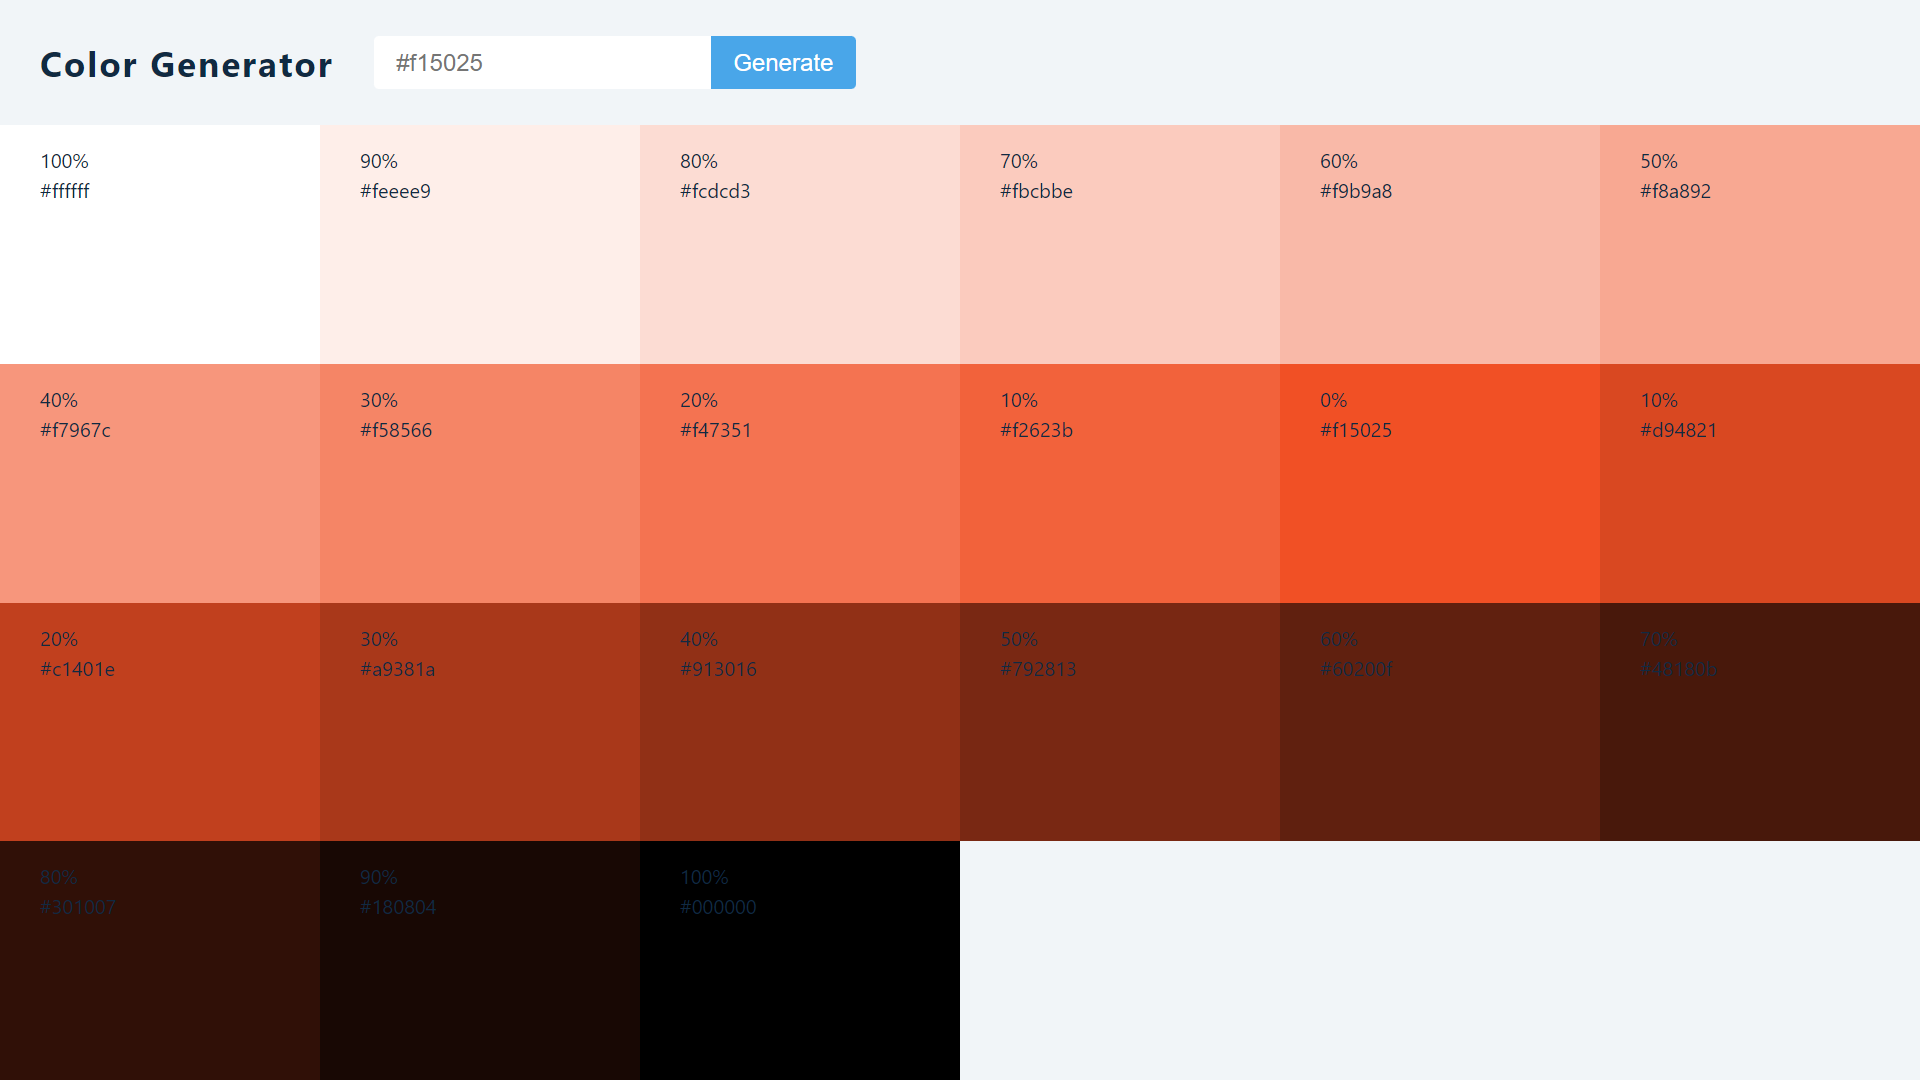 Color Generator
#f15025
Generate
100%
#ffffff
90%
#feeee9
80%
#fcdcd3
70%
#fbcbbe
60%
#f9b9a8
50%
#f8a892
40%
#f7967c
30%
#f58566
20%
#f47351
10%
#f2623b
0%
#f15025
10%
#d94821
20%
#c1401e
30%
#a9381a
40%
#913016
50%
#792813
60%
#60200f
70%
#48180b
80%
#301007
90%
#180804
100%
#000000